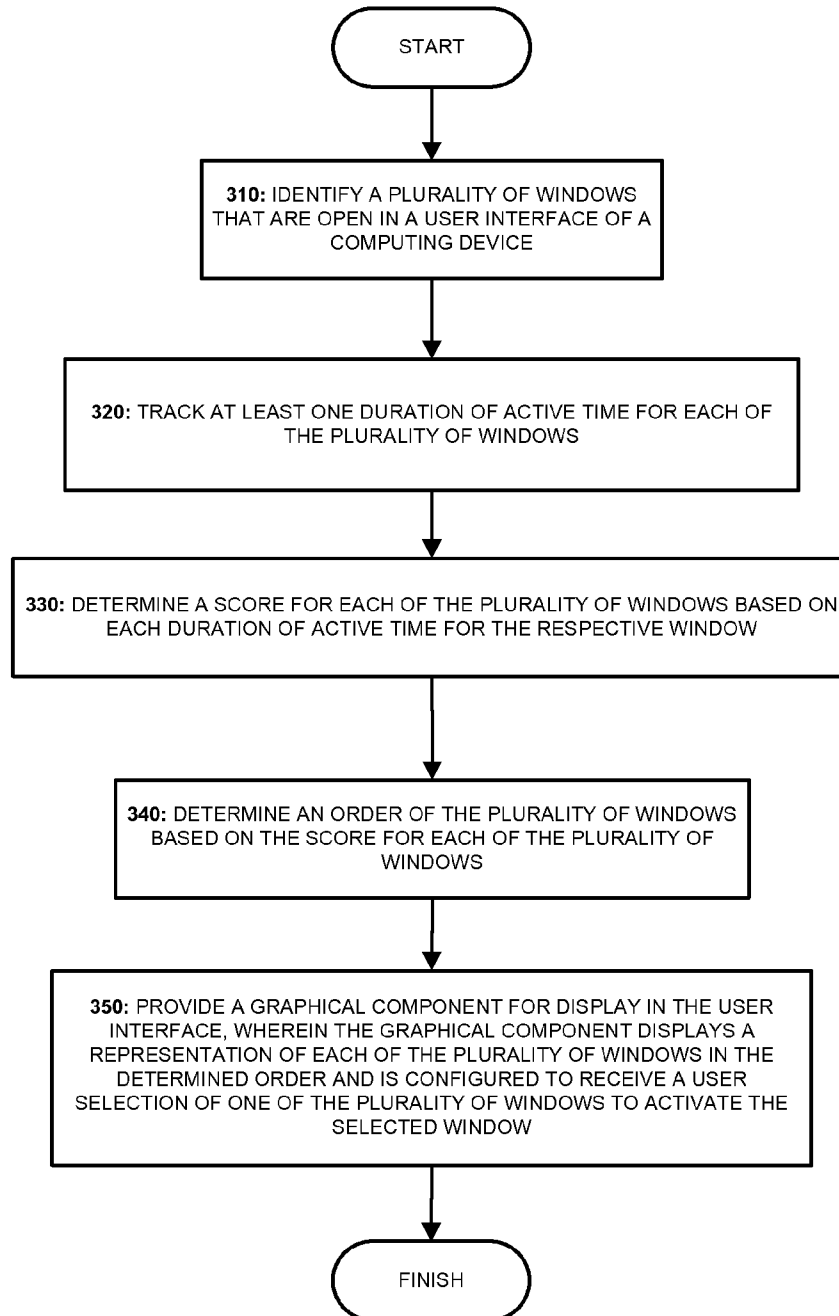 START
310: IDENTIFY A PLURALITY OF WINDOWS
THAT ARE OPEN IN A USER INTERFACE OF A
COMPUTING DEVICE
320: TRACK AT LEAST ONE DURATION OF ACTIVE TIME FOR EACH OF
THE PLURALITY OF WINDOWS
330: DETERMINE A SCORE FOR EACH OF THE PLURALITY OF WINDOWS BASED ON
EACH DURATION OF ACTIVE TIME FOR THE RESPECTIVE WINDOW
340: DETERMINE AN ORDER OF THE PLURALITY OF WINDOWS
BASED ON THE SCORE FOR EACH OF THE PLURALITY OF
WINDOWS
350: PROVIDE A GRAPHICAL COMPONENT FOR DISPLAY IN THE USER
INTERFACE, WHEREIN THE GRAPHICAL COMPONENT DISPLAYS A
REPRESENTATION OF EACH OF THE PLURALITY OF WINDOWS IN THE
DETERMINED ORDER AND IS CONFIGURED TO RECEIVE A USER
SELECTION OF ONE OF THE PLURALITY OF WINDOWS TO ACTIVATE THE
SELECTED WINDOW
FINISH